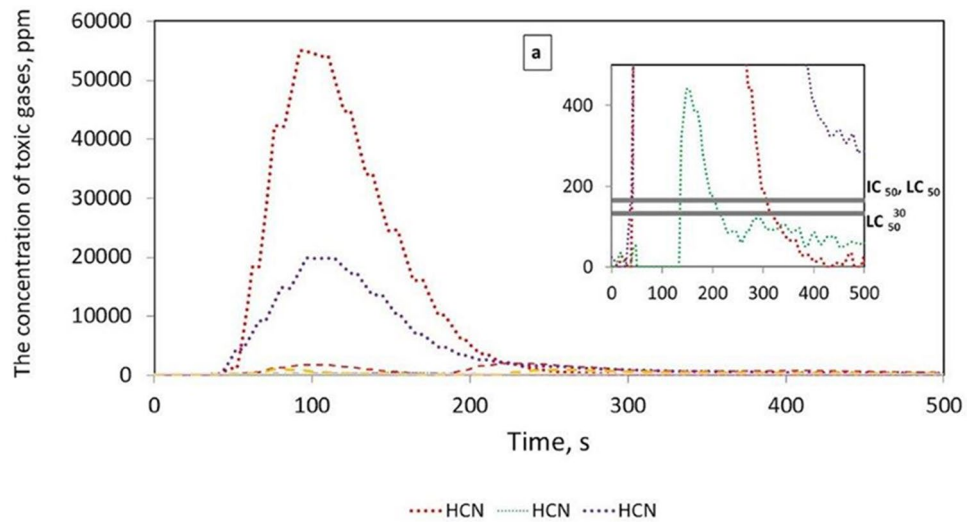 The concentration of toxic gases, ppm
60000
50000
40000
30000
20000
10000
0
0 100 200 300 400 500
Time, s
a
400
200
0
0 100 200 300 400 500
IC 50, LC 50
LC 50 30
HCN HCN HCN